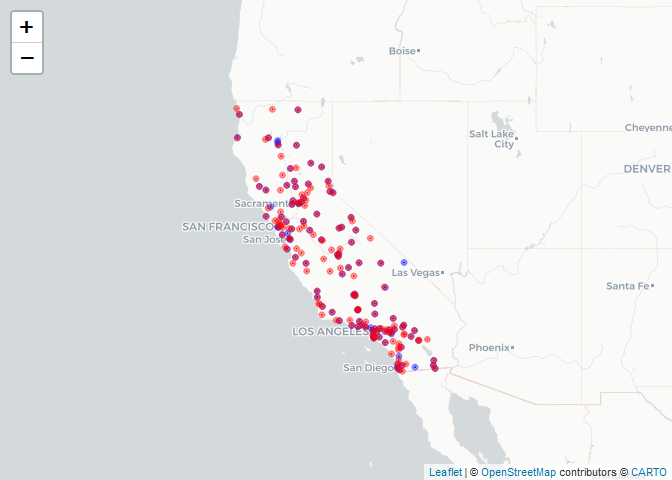 +
−
Boise
Salt Lake
City
Cheyenne
DENVER
Sacramento
SAN FRANCISCO
San Jose
Las Vegas
Santa Fe
LOS ANGELES
Phoenix
San Diego
Leaflet | © OpenStreetMap contributors © CARTO